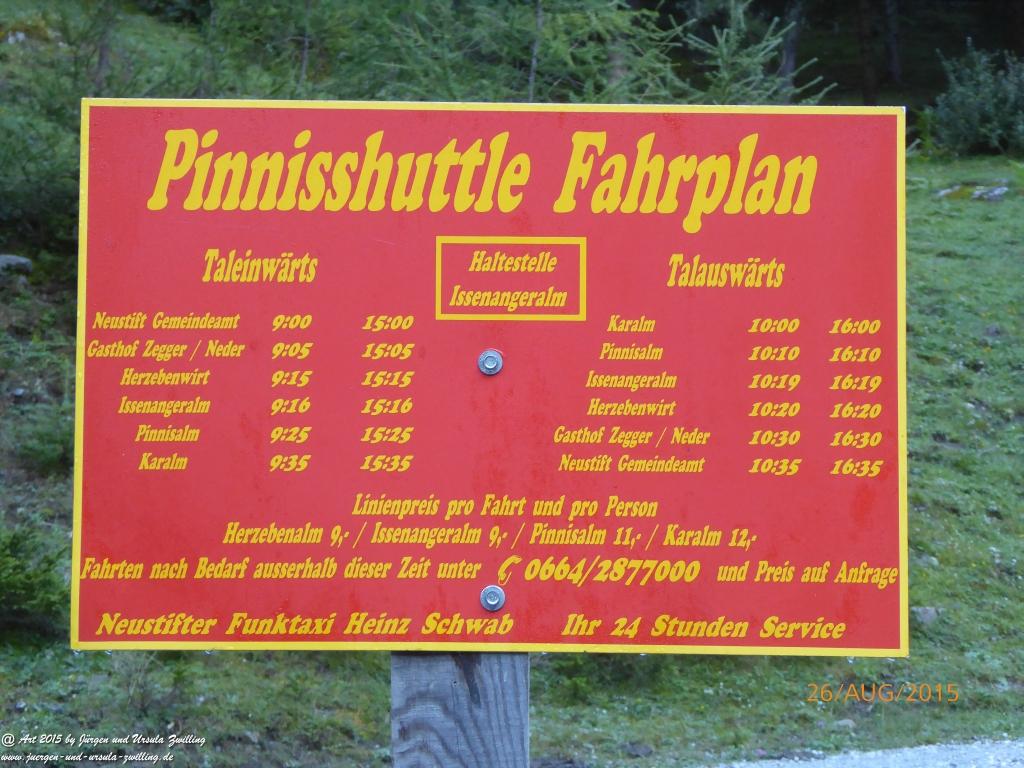 Pinnisshuttle Fahrplan
Taleinwärts
Haltestelle
Issenangeralm
Talauswärts
Neustift Gemeindeamt 9:00 15:00
Gasthof Zegger / Neder 9:05 15:05
Herzebenwirt 9:15 15:15
Issenangeralm 9:16 15:16
Pinnisalm 9:25 15:25
Karalm 9:35 15:35
Karalm 10:00 16:00
Pinnisalm 10:10 16:10
Issenangeralm 10:19 16:19
Herzebenwirt 10:20 16:20
Gasthof Zegger / Neder 10:30 16:30
Neustift Gemeindeamt 10:35 16:35
Linienpreis pro Fahrt und pro Person
Herzebenalm 9,- / Issenangeralm 9,- / Pinnisalm 11,- / Karalm 12,-
Fahrten nach Bedarf ausserhalb dieser Zeit unter 0664/2877000 und Preis auf Anfrage
Neustifter Funktaxi Heinz Schwab Ihr 24 Stunden Service
26/AUG/2015
@ Art 2015 by Jürgen und Ursula Zwilling
www.juergen-und-ursula-zwilling.de